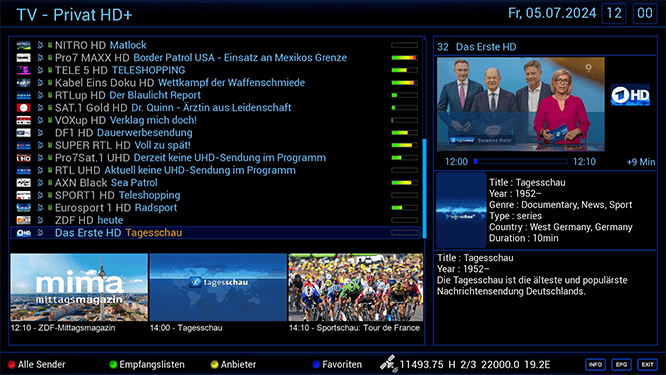 TV - Privat HD+
Fr, 05.07.2024 12 00
NITRO HD Matlock
Pro7 MAXX HD Border Patrol USA - Einsatz an Mexikos Grenze
TELE 5 HD TELESHOPPING
Kabel Eins Doku HD Wettkampf der Waffenschmiede
RTLup HD Der Blaulicht Report
SAT.1 Gold HD Dr. Quinn - Ärztin aus Leidenschaft
VOXup HD Verklag mich doch!
DF1 HD Dauerwerbesendung
SUPER RTL HD Voll zu spät!
Pro7Sat.1 UHD Derzeit keine UHD-Sendung im Programm
RTL UHD Aktuell keine UHD-Sendung im Programm
AXN Black Sea Patrol
SPORT1 HD Teleshopping
Eurosport 1 HD Radsport
ZDF HD heute
Das Erste HD Tagesschau
32 Das Erste HD
tagesschau Susanne Holst
1 HD
12:00 12:10 +9 Min
Title : Tagesschau
Year : 1952–
Genre : Documentary, News, Sport
Type : series
Country : West Germany, Germany
Duration : 10min
tagesschau
Title : Tagesschau
Year : 1952–
Die Tagesschau ist die älteste und populärste
Nachrichtensendung Deutschlands.
mima
mittagsmagazin
tagesschau
12:10 - ZDF-Mittagsmagazin
14:00 - Tagesschau
14:10 - Sportschau: Tour de France
Alle Sender
Empfangslisten
Anbieter
Favoriten
11493.75 H 2/3 22000.0 19.2E
INFO
EPG
EXIT